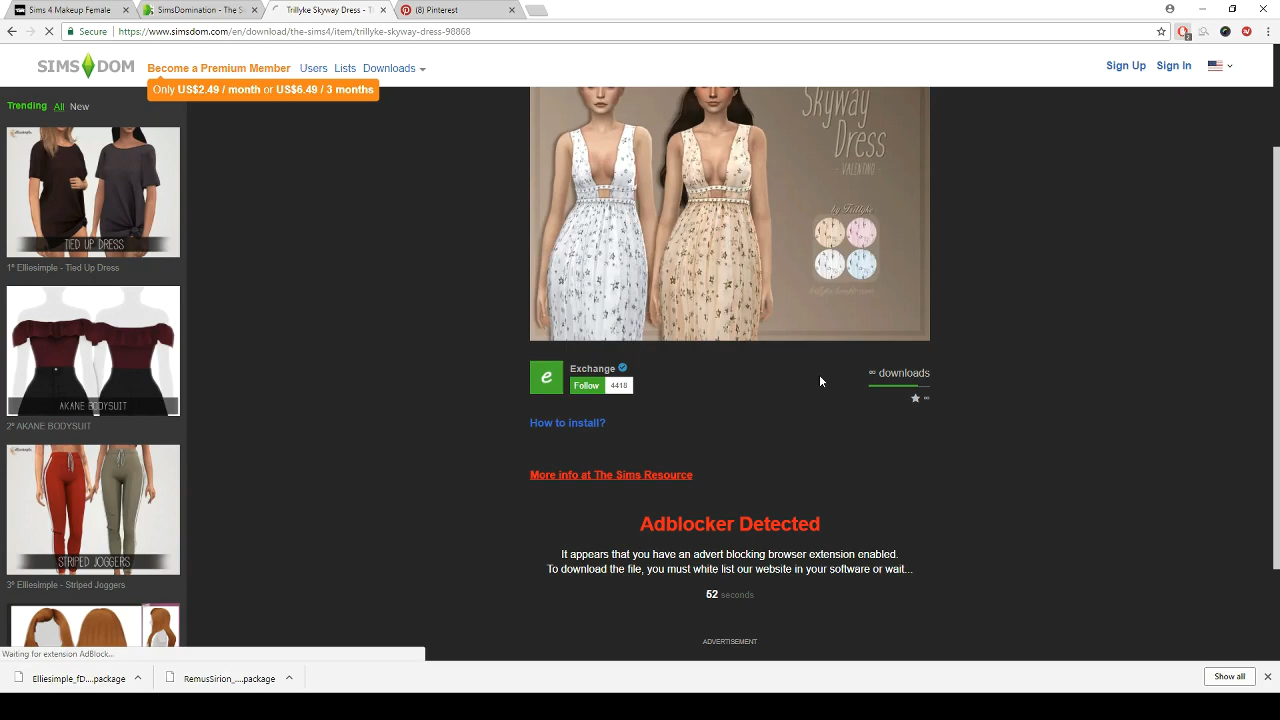 Sims 4 Makeup Female
SimsDomination - The S
Trillyke Skyway Dress - Th
(8) Pinterest
Secure
https://www.simsdom.com/en/download/the-sims4/item/trillyke-skyway-dress-98868
SIMS DOM
Become a Premium Member
Users
Lists
Downloads
Sign Up
Sign In
Only US$2.49 / month or US$6.49 / 3 months
Trending
All
New
TIED UP DRESS
1º Elliesimple - Tied Up Dress
AKANE BODYSUIT
2º AKANE BODYSUIT
STRIPED JOGGERS
3º Elliesimple - Striped Joggers
Skyway
Dress
- VALENTINO -
by Trillyke
e
Exchange
Follow
4418
∞ downloads
∞
How to install?
More info at The Sims Resource
Adblocker Detected
It appears that you have an advert blocking browser extension enabled.
To download the file, you must white list our website in your software or wait...
52 seconds
ADVERTISEMENT
Waiting for extension AdBlock...
Elliesimple_fD....package
RemusSirion_....package
Show all